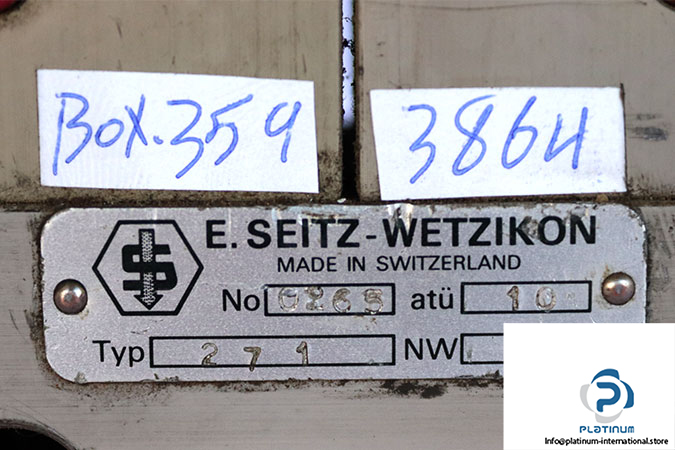 BOX.359
3864
E. SEITZ - WETZIKON
MADE IN SWITZERLAND
No 0265 atü 10
Typ 271 NW
PLATINUM
Info@platinum-international.store